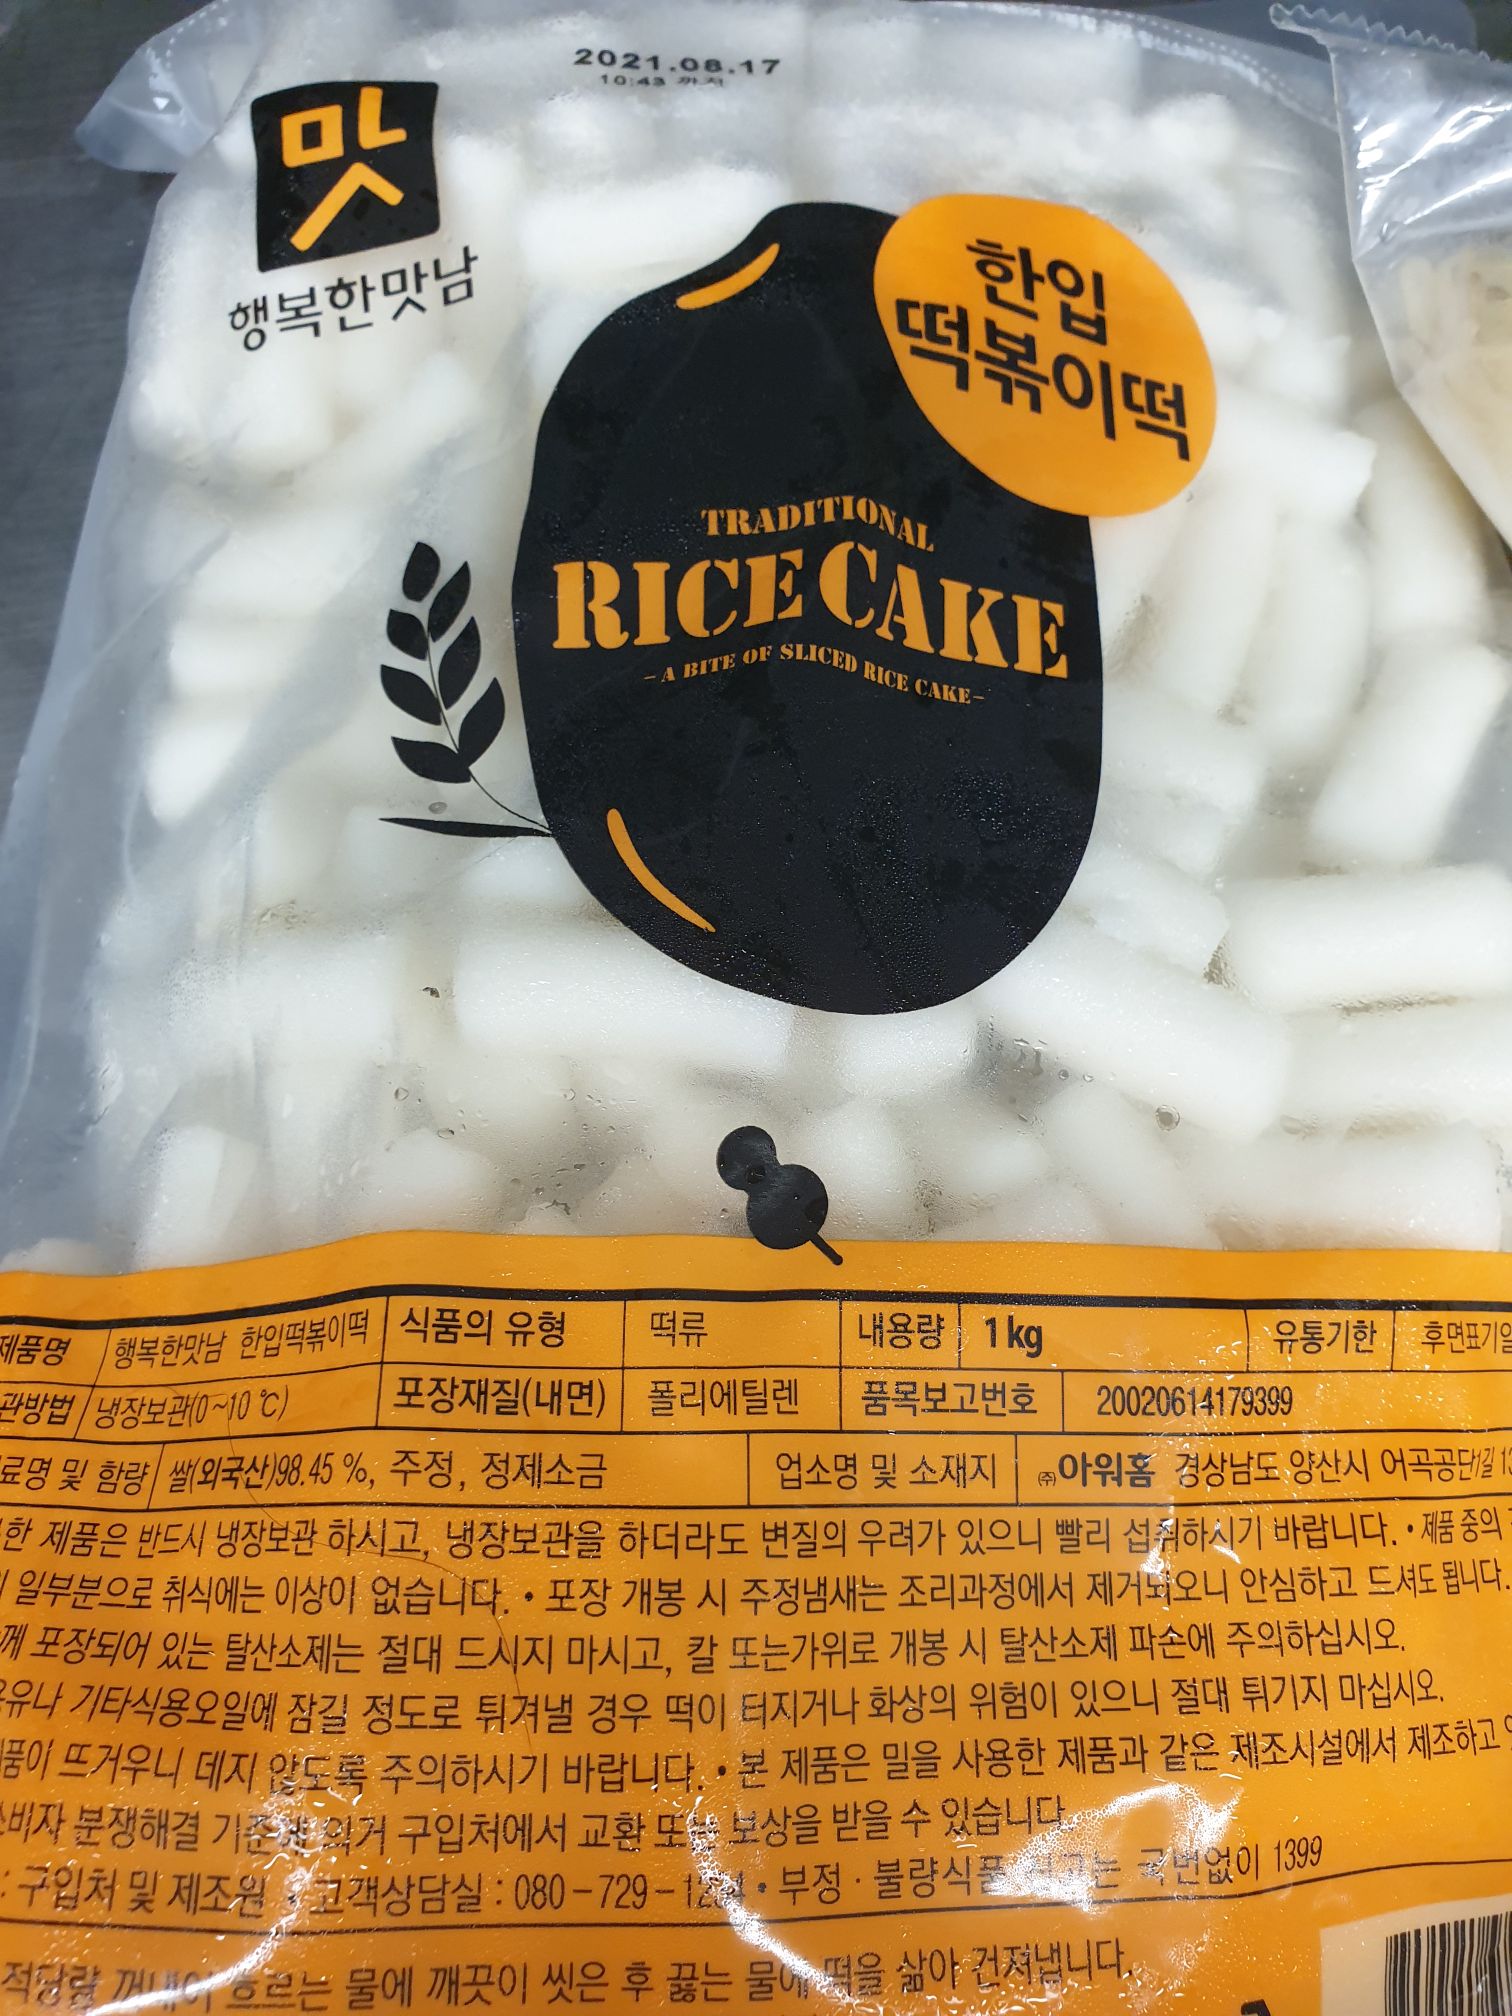 2021.08.17
10:43 까지
맛
행복한맛남
한입
떡볶이떡
TRADITIONAL
RICE CAKE
- A BITE OF SLICED RICE CAKE -
제품명 행복한맛남 한입떡볶이떡 식품의 유형 떡류 내용량 1kg 유통기한 후면표기일
관방법 냉장보관(0~10℃) 포장재질(내면) 폴리에틸렌 품목보고번호 20020614179399
료명 및 함량 쌀(외국산)98.45 %, 주정, 정제소금 업소명 및 소재지 ㈜아워홈 경상남도 양산시 어곡공단1길
한 제품은 반드시 냉장보관 하시고, 냉장보관을 하더라도 변질의 우려가 있으니 빨리 섭취하시기 바랍니다. • 제품 중의
일부분으로 취식에는 이상이 없습니다. • 포장 개봉 시 주정냄새는 조리과정에서 제거되오니 안심하고 드셔도 됩니다.
께 포장되어 있는 탈산소제는 절대 드시지 마시고, 칼 또는가위로 개봉 시 탈산소제 파손에 주의하십시오.
유나 기타식용오일에 잠길 정도로 튀겨낼 경우 떡이 터지거나 화상의 위험이 있으니 절대 튀기지 마십시오.
품이 뜨거우니 데지 않도록 주의하시기 바랍니다. • 본 제품은 밀을 사용한 제품과 같은 제조시설에서 제조하고
비자 분쟁해결 기준에 의거 구입처에서 교환 또는 보상을 받을 수 있습니다.
: 구입처 및 제조원 • 고객상담실 : 080-729- • 부정 · 불량식품 신고는 국번없이 1399
적당량 꺼내어 흐르는 물에 깨끗이 씻은 후 끓는 물에 떡을 삶아 건져냅니다.